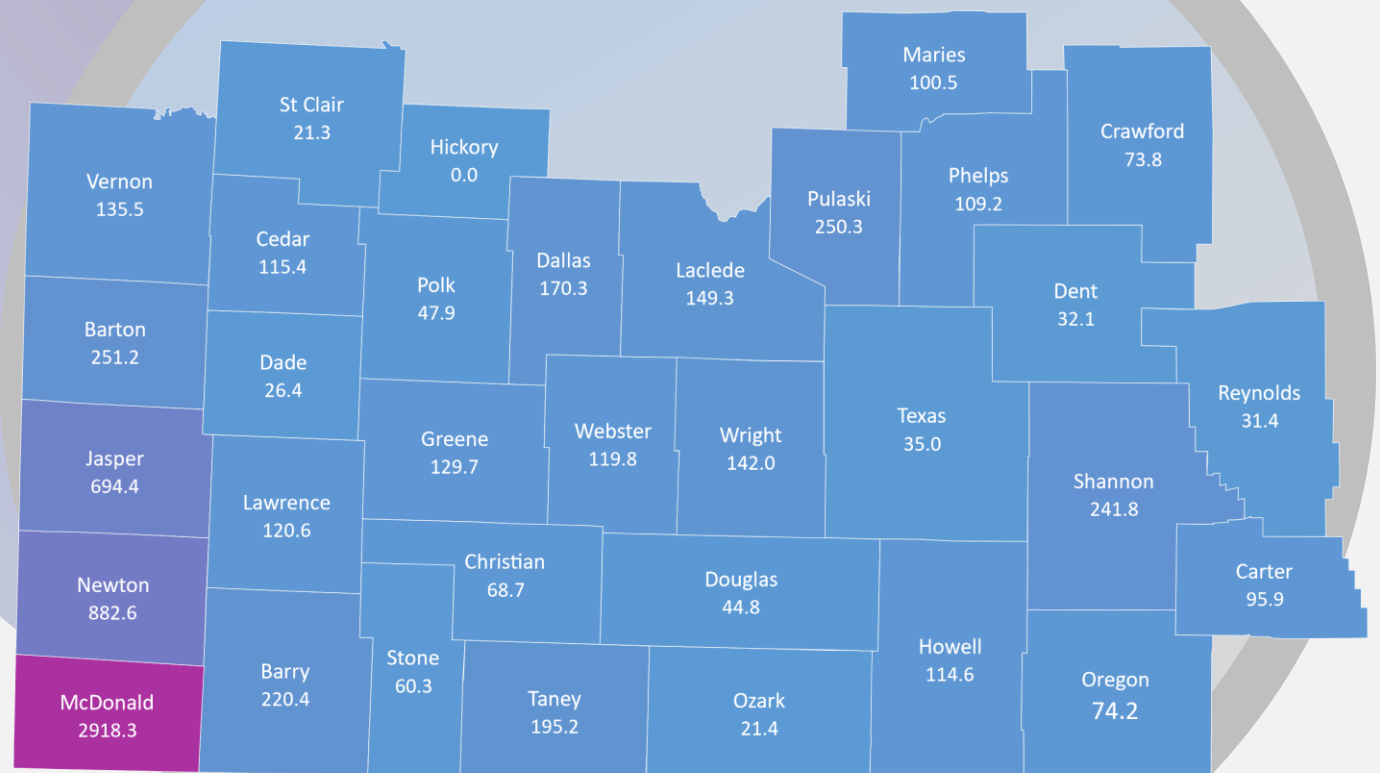 Maries
100.5
St Clair
21.3
Crawford
73.8
Hickory
0.0
Vernon
135.5
Phelps
109.2
Pulaski
250.3
Cedar
115.4
Dallas
170.3
Laclede
149.3
Polk
47.9
Dent
32.1
Barton
251.2
Dade
26.4
Reynolds
31.4
Texas
35.0
Greene
129.7
Webster
119.8
Wright
142.0
Jasper
694.4
Shannon
241.8
Lawrence
120.6
Christian
68.7
Douglas
44.8
Carter
95.9
Newton
882.6
Howell
114.6
Stone
60.3
Barry
220.4
Oregon
74.2
Taney
195.2
Ozark
21.4
McDonald
2918.3